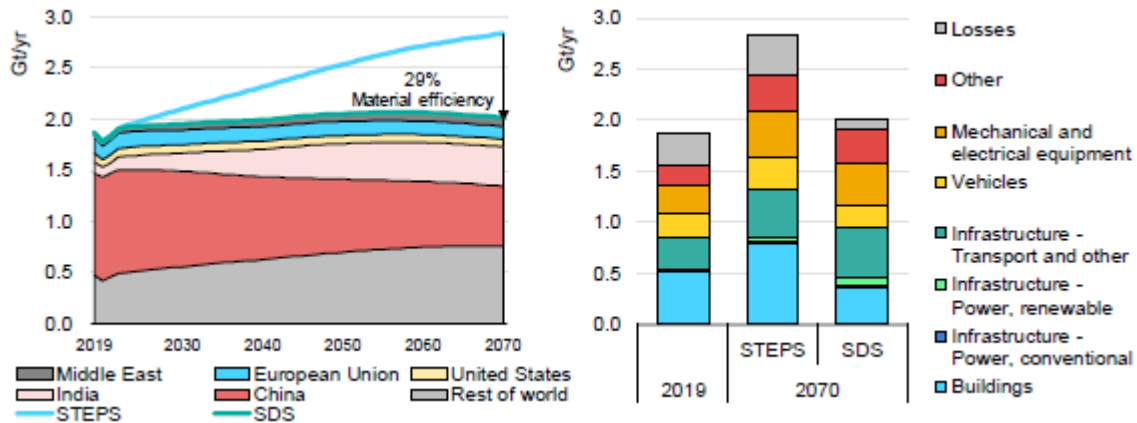 Gt/yr
3.0
2.5
2.0
1.5
1.0
0.5
0.0
29%
Material efficiency
2019 2030 2040 2050 2060 2070
Middle East European Union United States
India China Rest of world
STEPS SDS
Gt/yr
3.0
2.5
2.0
1.5
1.0
0.5
0.0
STEPS SDS
2019 2070
Losses
Other
Mechanical and
electrical equipment
Vehicles
Infrastructure -
Transport and other
Infrastructure -
Power, renewable
Infrastructure -
Power, conventional
Buildings